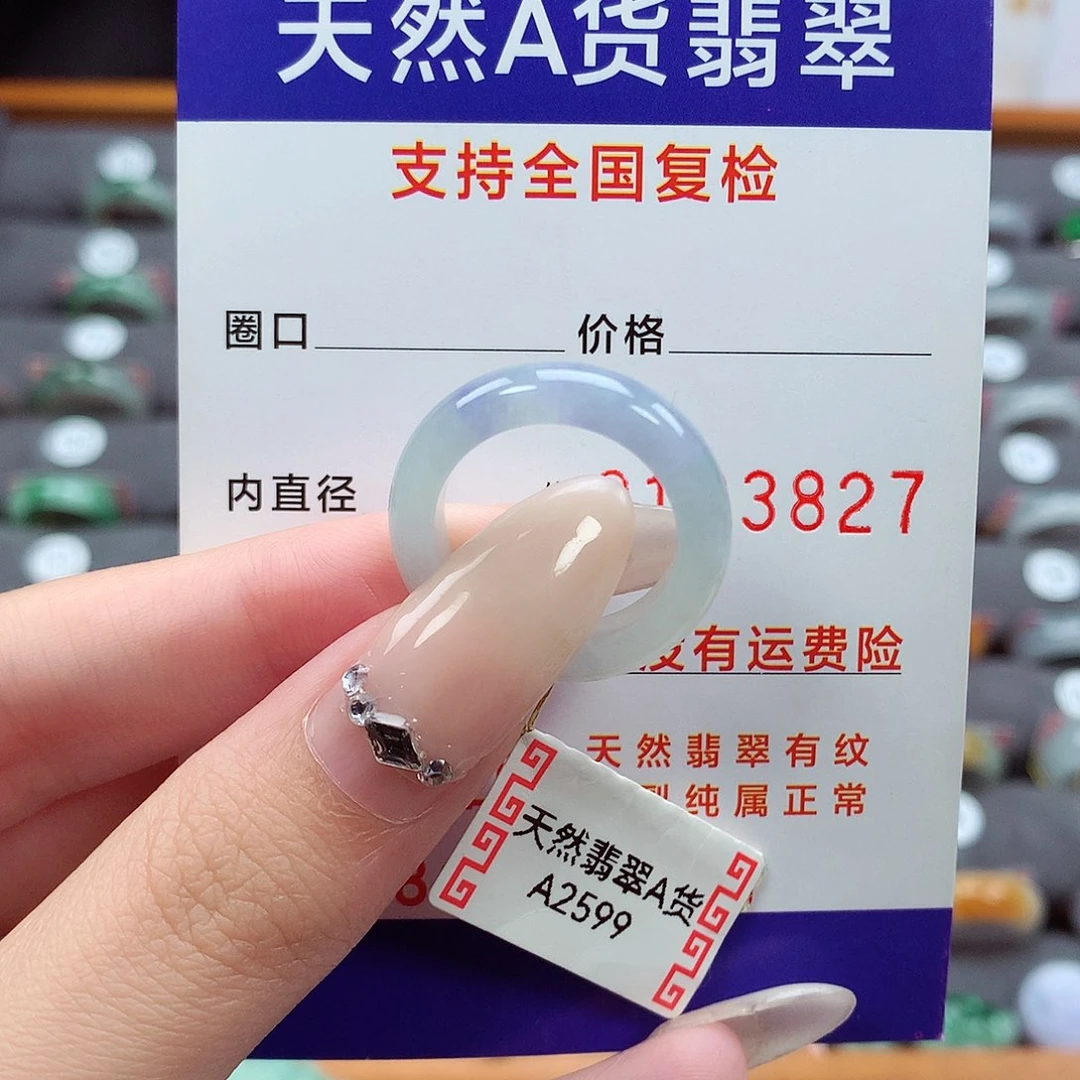 天然A货翡翠
支持全国复检
圈口 价格
内直径 3827
没有运费险
天然翡翠有纹
裂纯属正常
天然翡翠A货
A2599